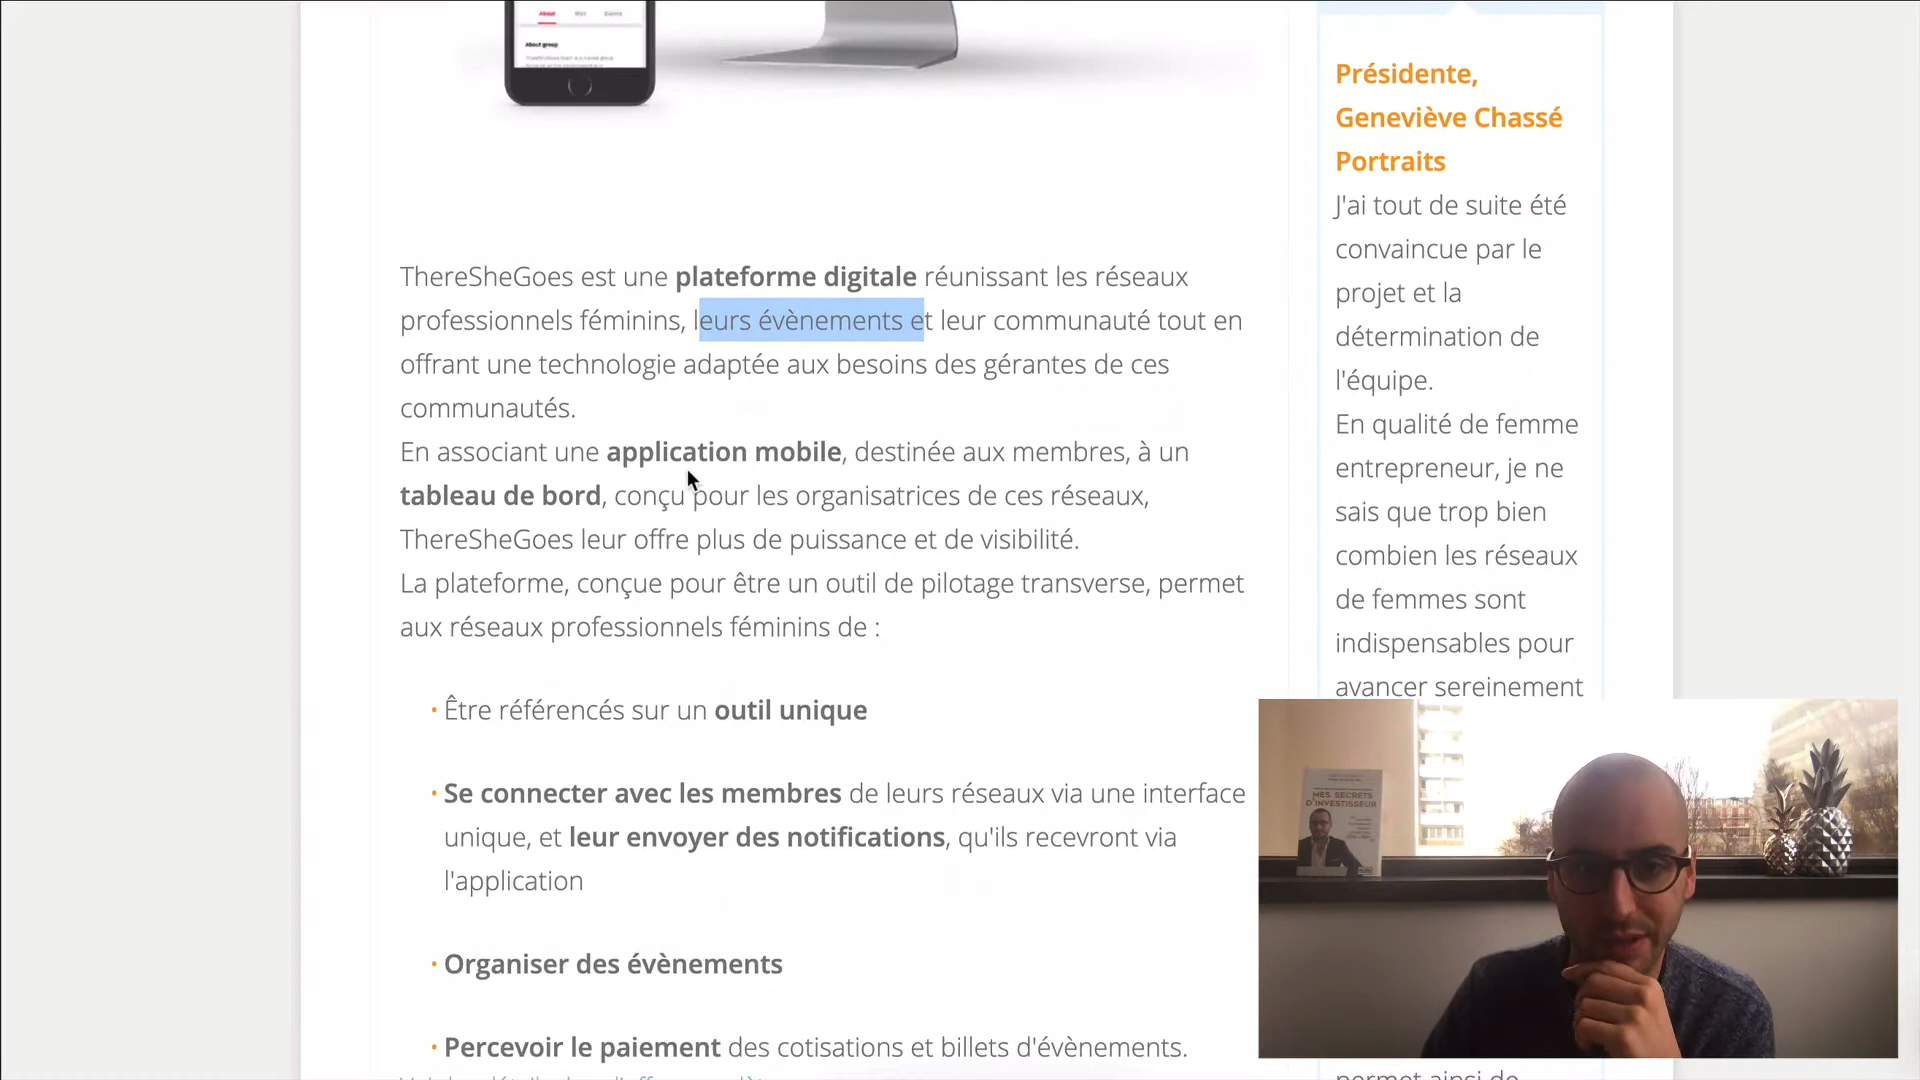 About
About group
ThereSheGoes est une plateforme digitale réunissant les réseaux
professionnels féminins, leurs évènements et leur communauté tout en
offrant une technologie adaptée aux besoins des gérantes de ces
communautés.
En associant une application mobile, destinée aux membres, à un
tableau de bord, conçu pour les organisatrices de ces réseaux,
ThereSheGoes leur offre plus de puissance et de visibilité.
La plateforme, conçue pour être un outil de pilotage transverse, permet
aux réseaux professionnels féminins de :
• Être référencés sur un outil unique
• Se connecter avec les membres de leurs réseaux via une interface
unique, et leur envoyer des notifications, qu'ils recevront via
l'application
• Organiser des évènements
• Percevoir le paiement des cotisations et billets d'évènements.
Présidente,
Geneviève Chassé
Portraits
J'ai tout de suite été
convaincue par le
projet et la
détermination de
l'équipe.
En qualité de femme
entrepreneur, je ne
sais que trop bien
combien les réseaux
de femmes sont
indispensables pour
avancer sereinement
permet ainsi de
MES SECRETS
D'INVESTISSEUR